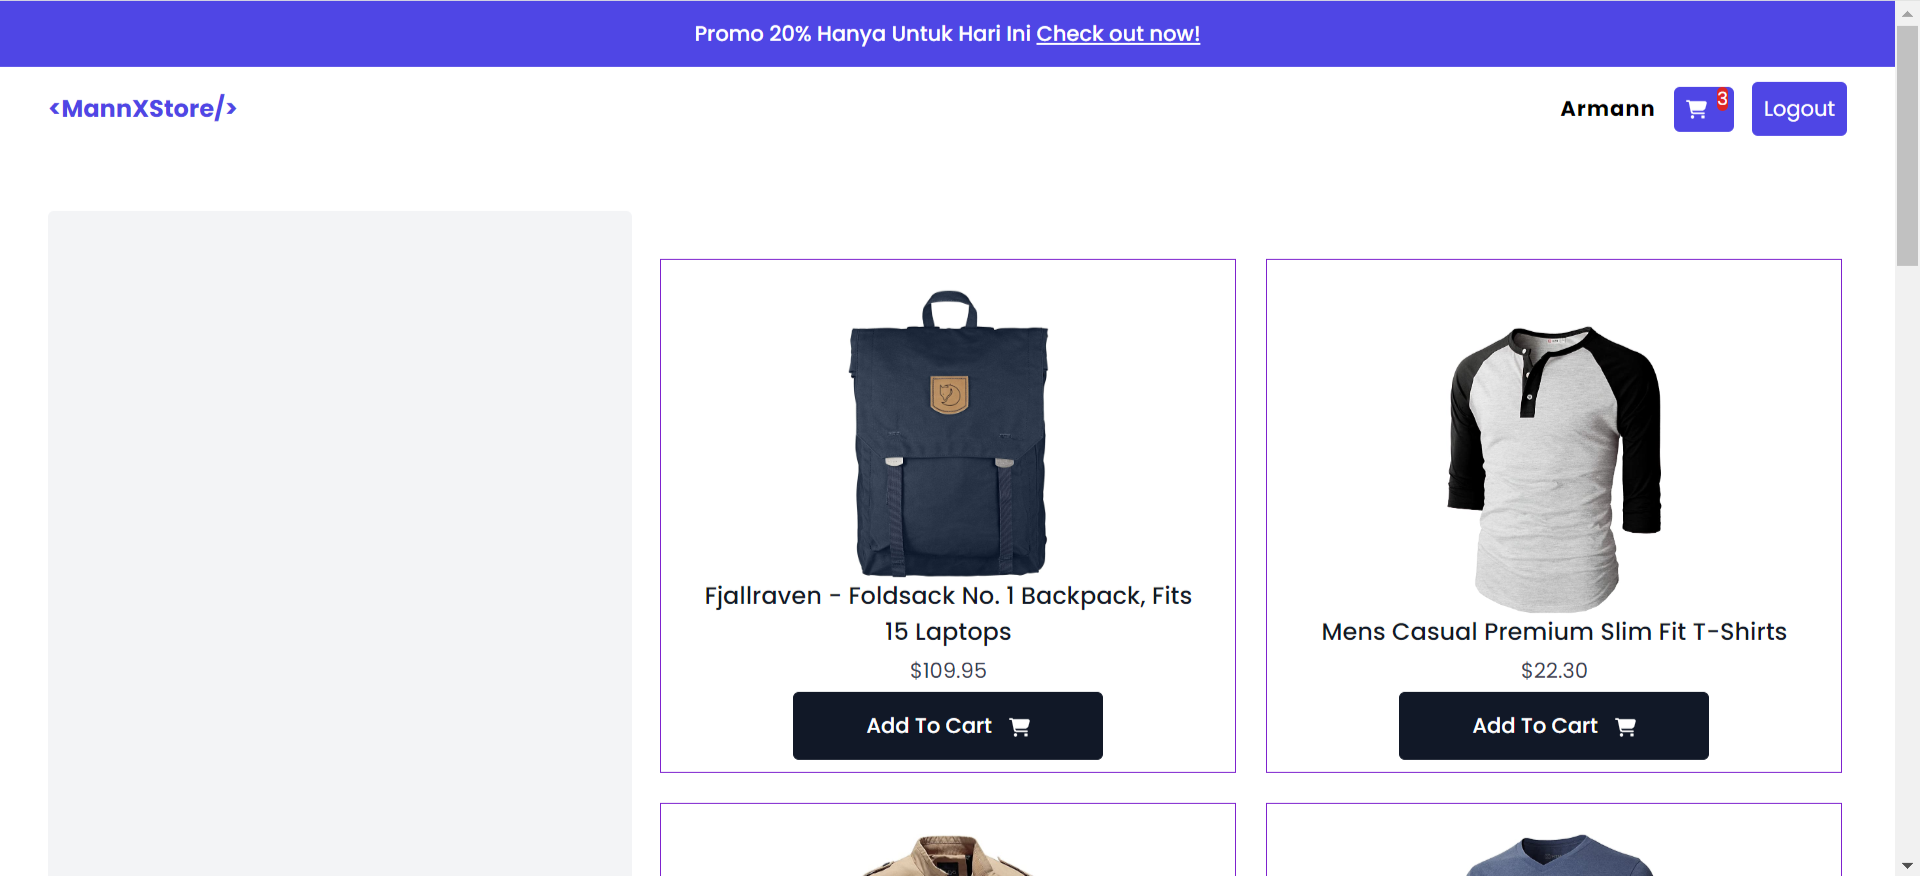 Promo 20% Hanya Untuk Hari Ini Check out now!
<MannXStore/>
Armann
3
Logout
Fjallraven - Foldsack No. 1 Backpack, Fits
15 Laptops
$109.95
Add To Cart
Mens Casual Premium Slim Fit T-Shirts
$22.30
Add To Cart